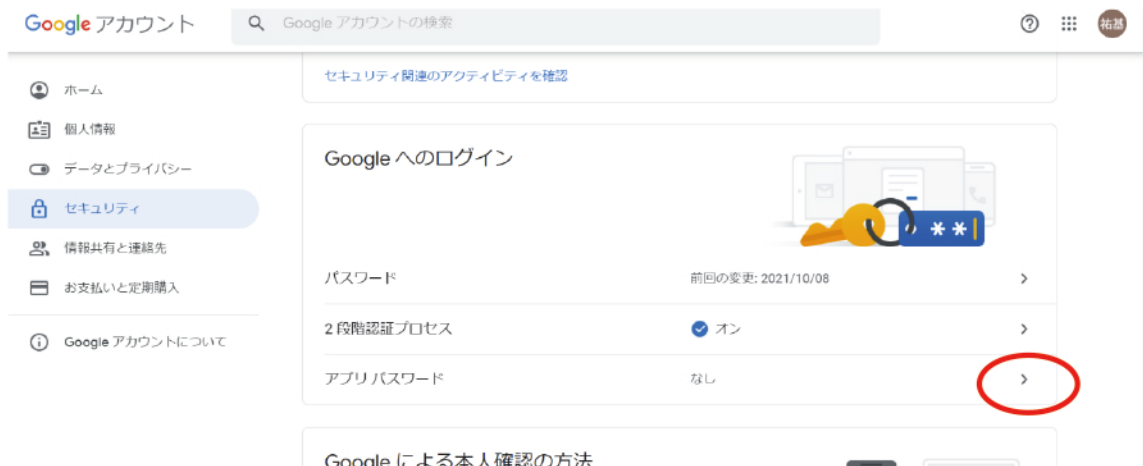 Google アカウント
Google アカウントの検索
祐基
ホーム
個人情報
データとプライバシー
セキュリティ
情報共有と連絡先
お支払いと定期購入
Google アカウントについて
セキュリティ関連のアクティビティを確認
Google へのログイン
**
パスワード 前回の変更: 2021/10/08
2 段階認証プロセス オン
アプリ パスワード なし
Google による本人確認の方法